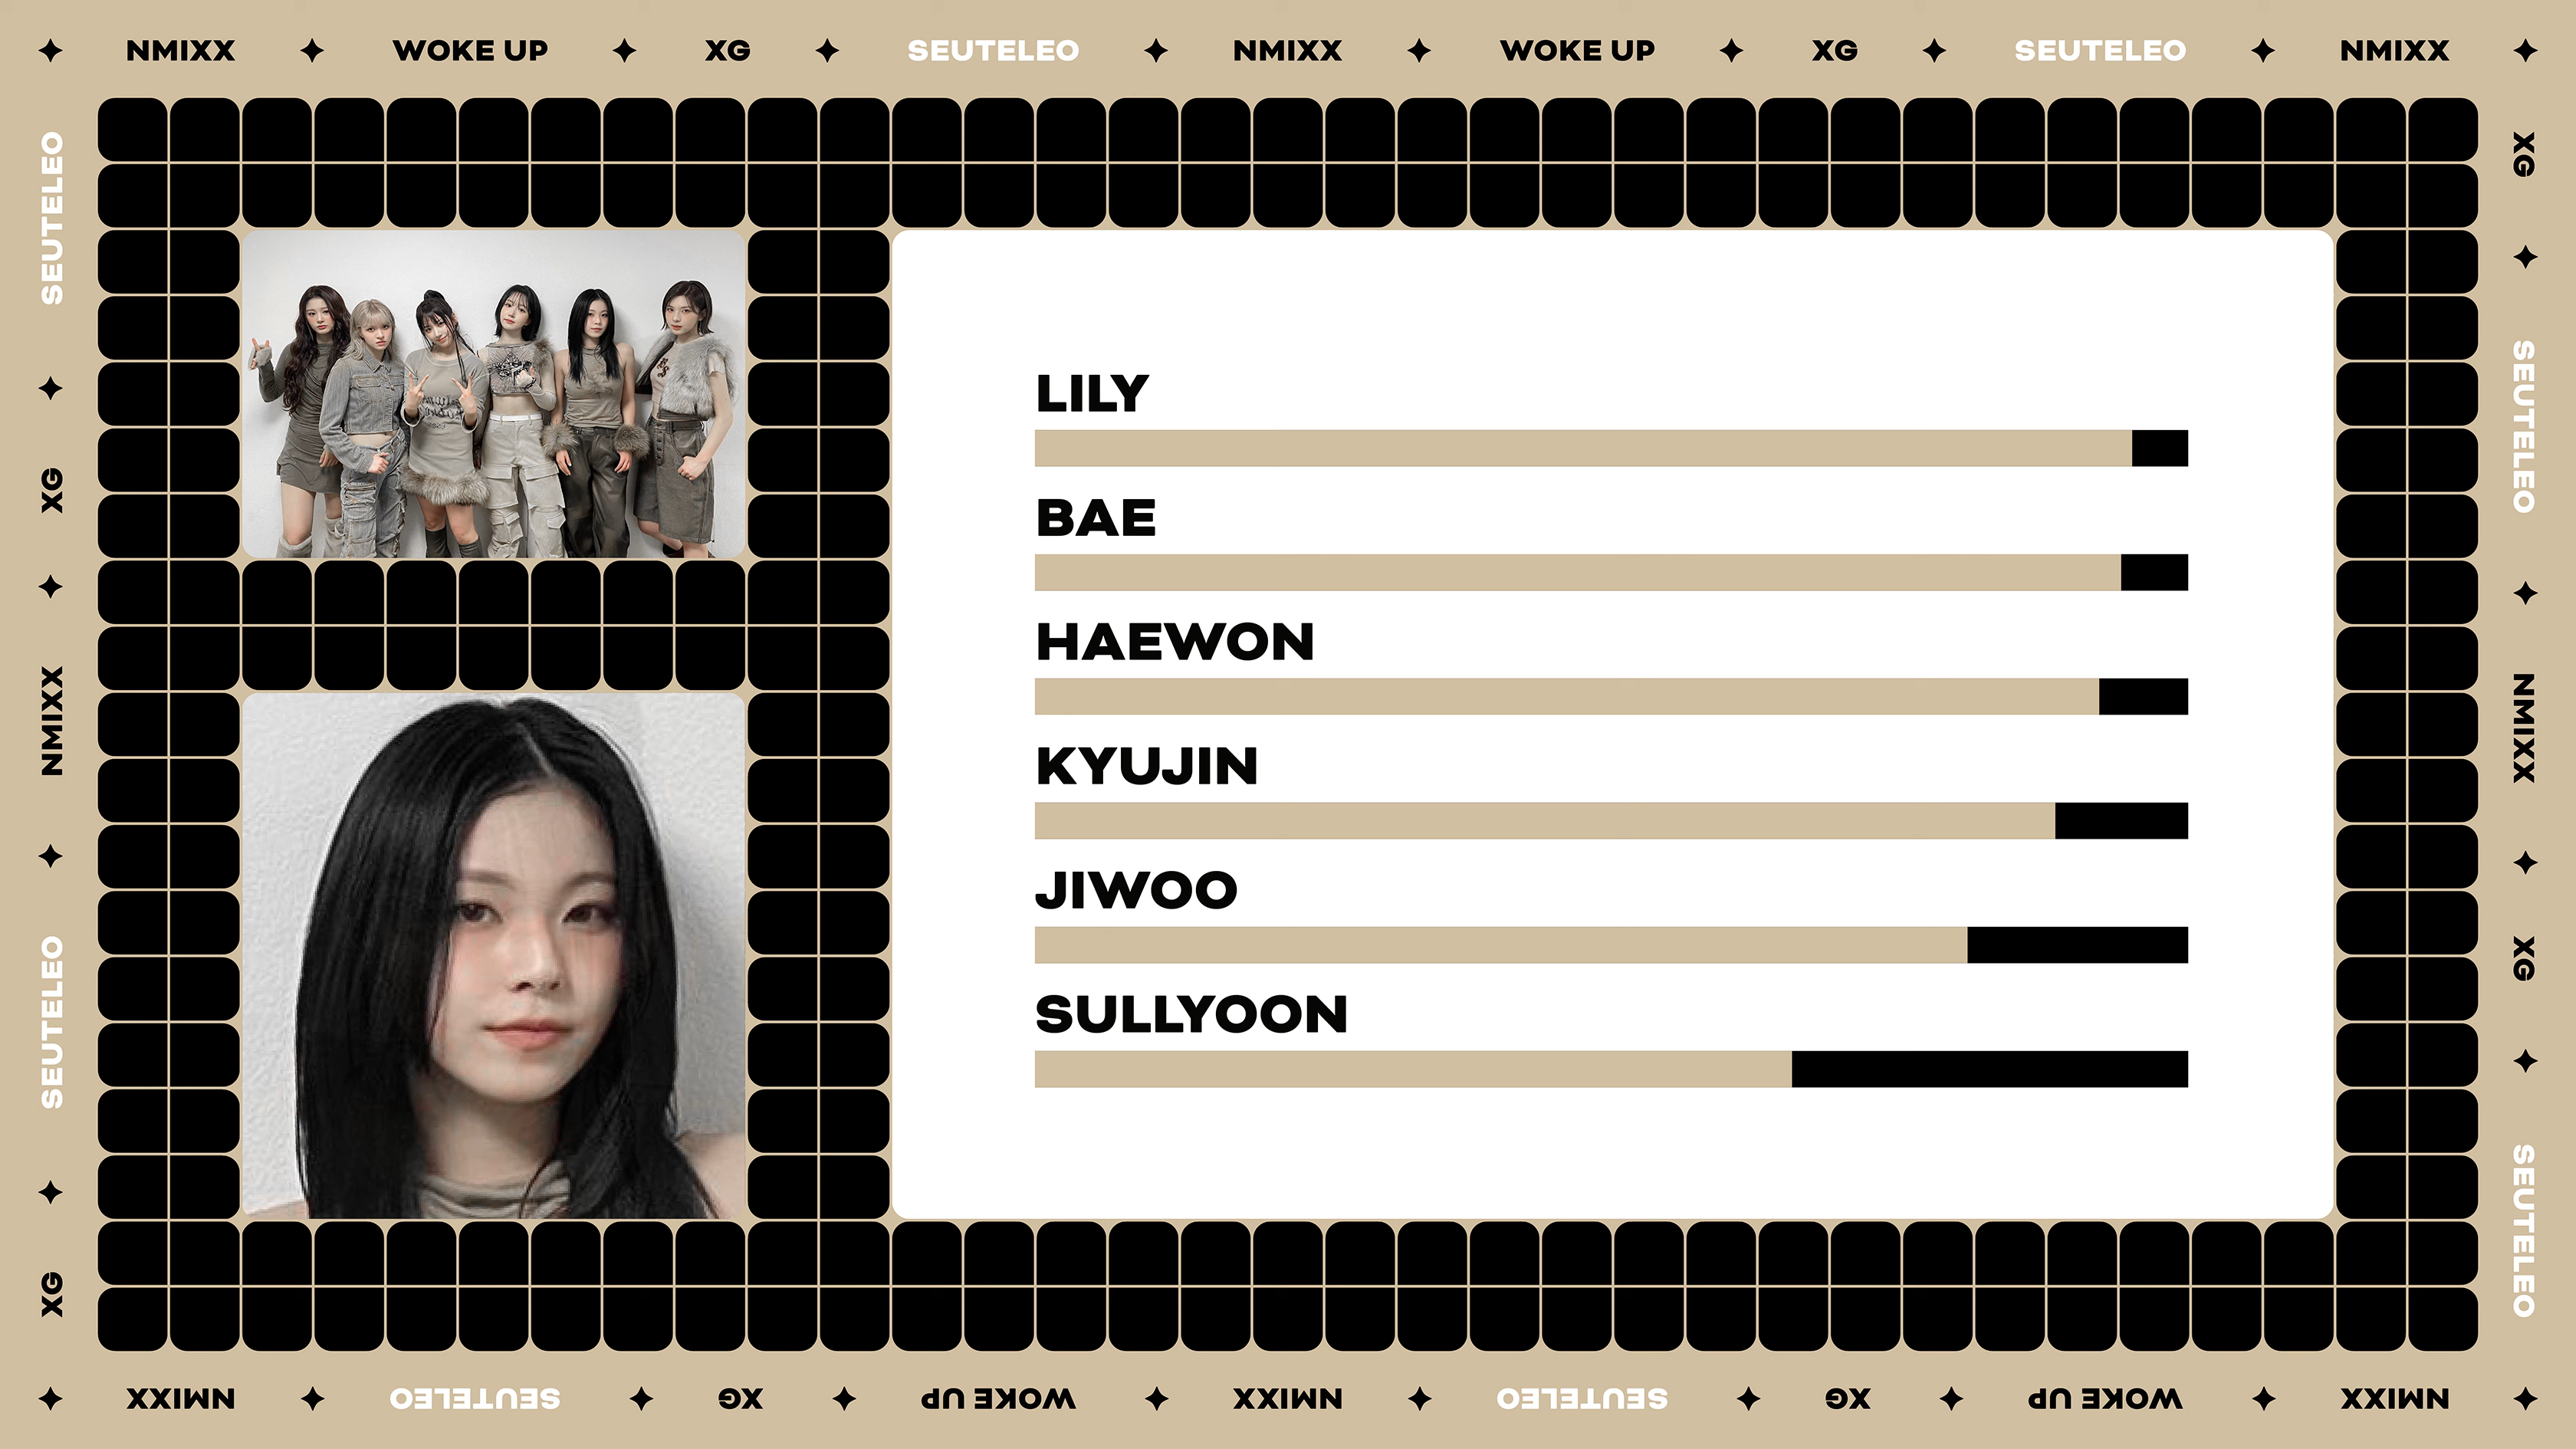 NMIXX WOKE UP XG SEUTELEO NMIXX WOKE UP XG SEUTELEO NMIXX
SEUTELEO
XG
NMIXX
SEUTELEO
XG
LILY
BAE
HAEWON
KYUJIN
JIWOO
SULLYOON
XG
SEUTELEO
NMIXX
XG
SEUTELEO
NMIXX SEUTELEO XG WOKE UP NMIXX SEUTELEO XG WOKE UP NMIXX